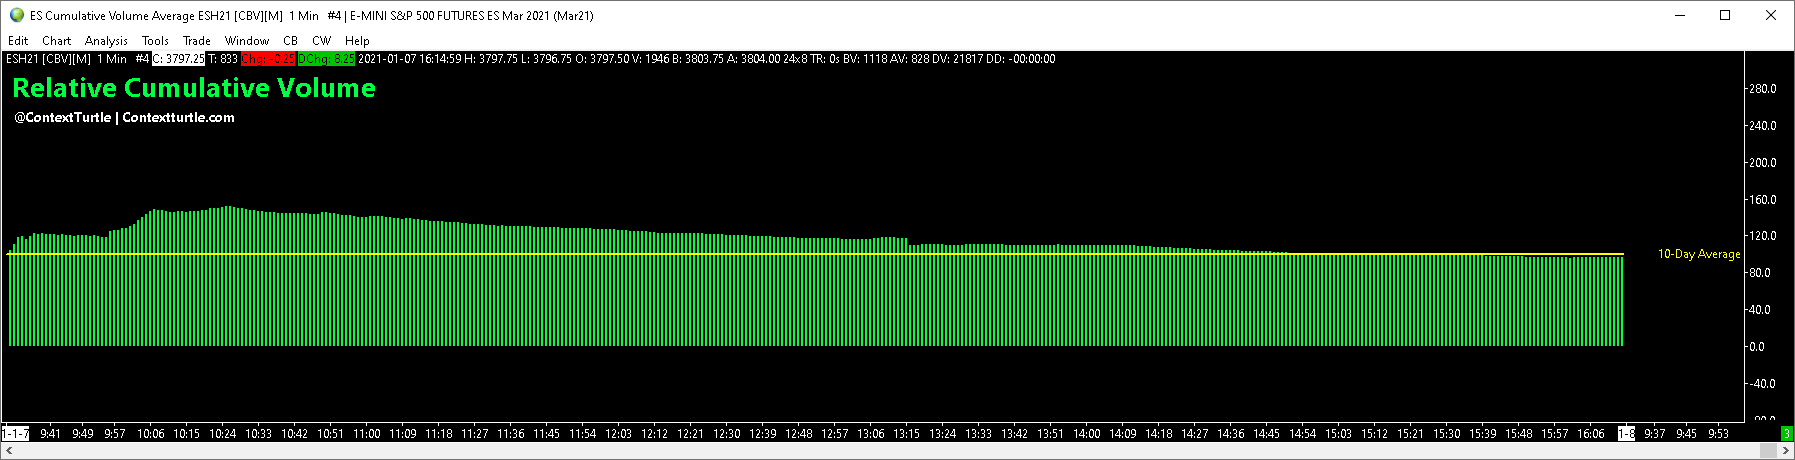 ES Cumulative Volume Average ESH21 [CBV][M] 1 Min #4 | E-MINI S&P 500 FUTURES ES Mar 2021 (Mar21)
Edit Chart Analysis Tools Trade Window CB CW Help
ESH21 [CBV][M] 1 Min #4 C: 3797.25 T: 833 Chg: -0.25 DChg: 8.25 2021-01-07 16:14:59 H: 3797.75 L: 3796.75 O: 3797.50 V: 1946 B: 3803.75 A: 3804.00 24x8 TR: 0s BV: 1118 AV: 828 DV: 21817 DD: -00:00:00
Relative Cumulative Volume
@ContextTurtle | Contextturtle.com
280.0
240.0
200.0
160.0
120.0
10-Day Average
80.0
40.0
0.0
-40.0
1-1-7 9:41 9:49 9:57 10:06 10:15 10:24 10:33 10:42 10:51 11:00 11:09 11:18 11:27 11:36 11:45 11:54 12:03 12:12 12:21 12:30 12:39 12:48 12:57 13:06 13:15 13:24 13:33 13:42 13:51 14:00 14:09 14:18 14:27 14:36 14:45 14:54 15:03 15:12 15:21 15:30 15:39 15:48 15:57 16:06 1-8 9:37 9:45 9:53 3